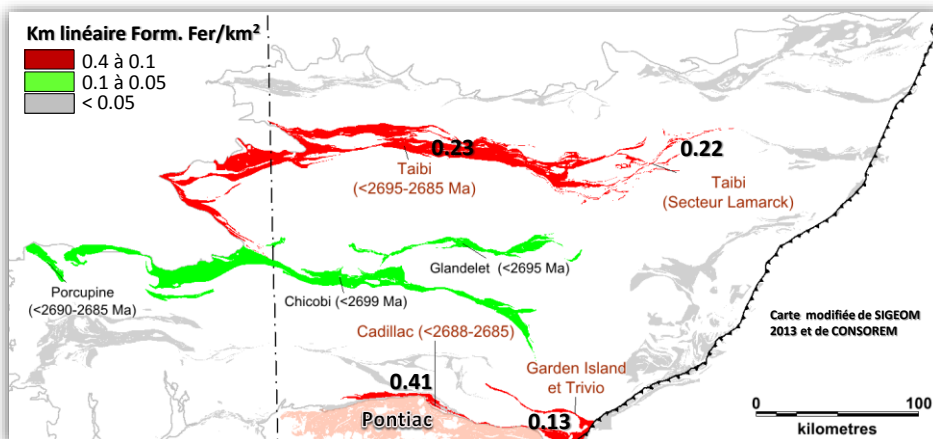 Km linéaire Form. Fer/km²
0.4 à 0.1
0.1 à 0.05
< 0.05
0.23
0.22
Taibi
(<2695-2685 Ma)
Taibi
(Secteur Lamarck)
Glandelet (<2695 Ma)
Porcupine
(<2690-2685 Ma)
Chicobi (<2699 Ma)
Carte modifiée de SIGEOM
2013 et de CONSOREM
Cadillac (<2688-2685)
Garden Island
et Trivio
0.41
Pontiac
0.13
0 100
kilometres